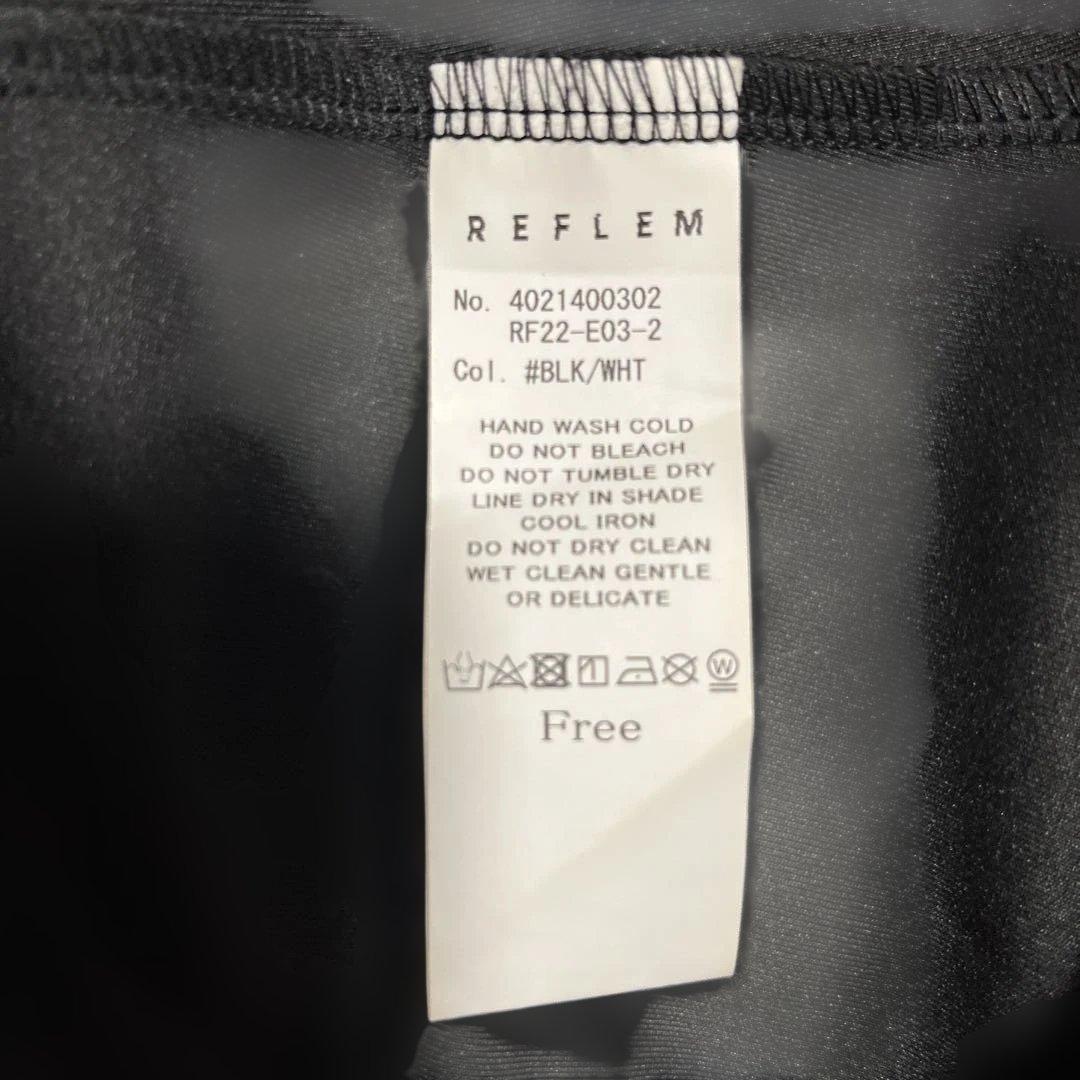 REFLEM
No. 4021400302
RF22-E03-2
Col. #BLK/WHT
HAND WASH COLD
DO NOT BLEACH
DO NOT TUMBLE DRY
LINE DRY IN SHADE
COOL IRON
DO NOT DRY CLEAN
WET CLEAN GENTLE
OR DELICATE
W
Free